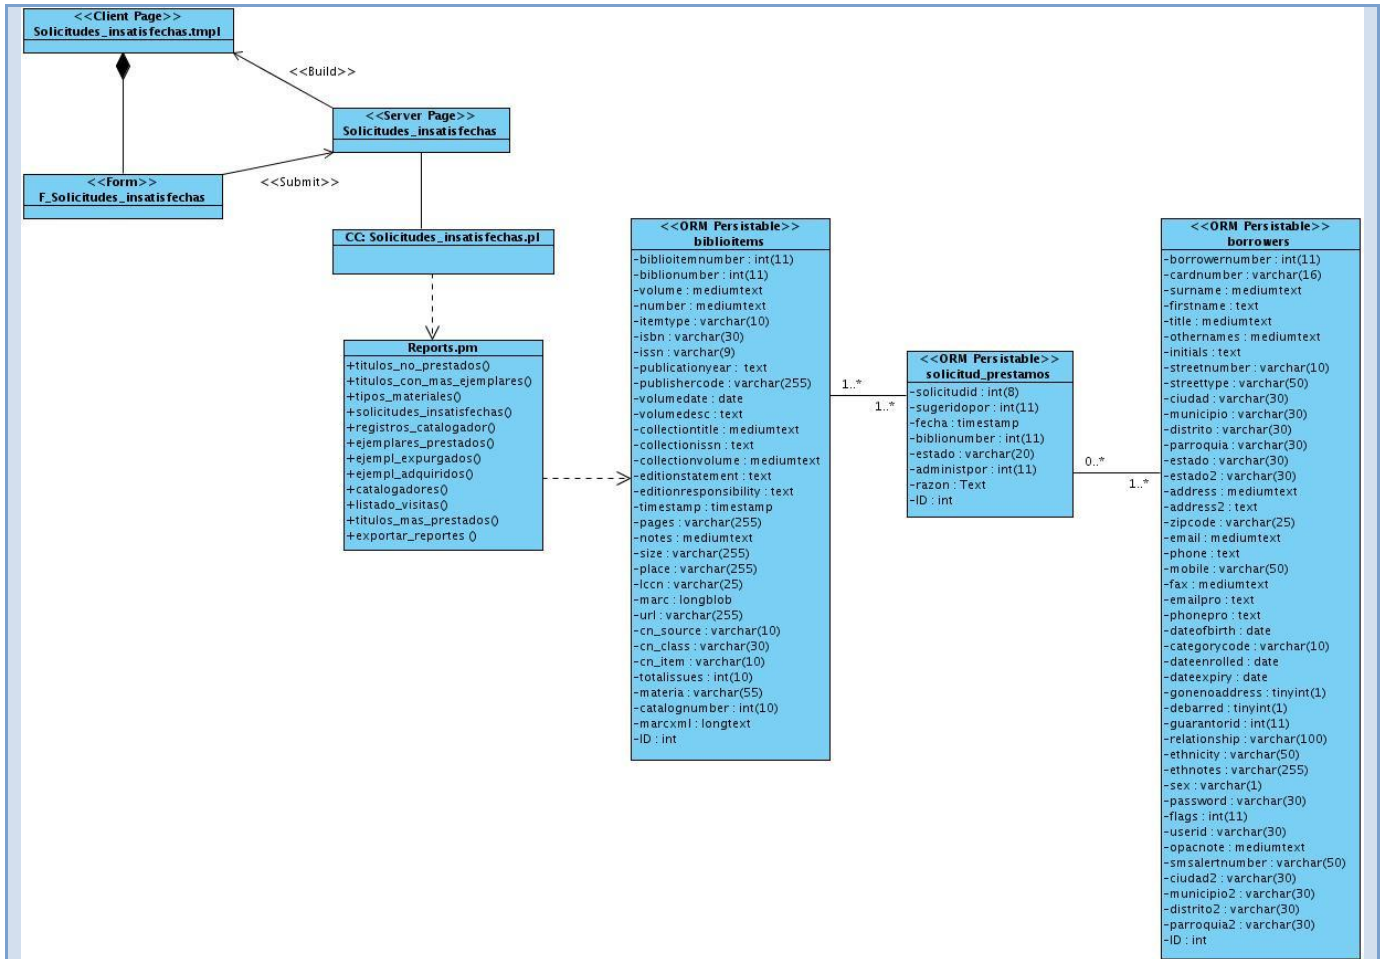 <<Client Page>>
Solicitudes_insatisfechas.tmpl
<<Build>>
<<Server Page>>
Solicitudes_insatisfechas
<<Form>>
F_Solicitudes_insatisfechas
<<Submit>>
CC: Solicitudes_insatisfechas.pl
Reports.pm
+titulos_no_prestados()
+titulos_con_mas_ejemplares()
+tipos_materiales()
+solicitudes_insatisfechas()
+registros_catalogador()
+ejemplares_prestados()
+ejempl_expurgados()
+ejempl_adquiridos()
+catalogadores()
+listado_visitas()
+titulos_mas_prestados()
+exportar_reportes ()
<<ORM Persistable>>
biblioitems
-biblioitemnumber : int(11)
-biblionumber : int(11)
-volume : mediumtext
-number : mediumtext
-itemtype : varchar(10)
-isbn : varchar(30)
-issn : varchar(9)
-publicationyear : text
-publishercode : varchar(255)
-volumedate : date
-volumedesc : text
-collectiontitle : mediumtext
-collectionissn : text
-collectionvolume : mediumtext
-editionstatement : text
-editionresponsibility : text
-timestamp : timestamp
-pages : varchar(255)
-notes : mediumtext
-size : varchar(255)
-place : varchar(255)
-lccn : varchar(25)
-marc : longblob
-url : varchar(255)
-cn_source : varchar(10)
-cn_class : varchar(30)
-cn_item : varchar(10)
-totalissues : int(10)
-materia : varchar(55)
-catalognumber : int(10)
-marcxml : longtext
-ID : int
1..*
1..*
<<ORM Persistable>>
solicitud_prestamos
-solicitudid : int(8)
-sugeridopor : int(11)
-fecha : timestamp
-biblionumber : int(11)
-estado : varchar(20)
-administpor : int(11)
-razon : Text
-ID : int
0..*
1..*
<<ORM Persistable>>
borrowers
-borrowernumber : int(11)
-cardnumber : varchar(16)
-surname : mediumtext
-firstname : text
-title : mediumtext
-othernames : mediumtext
-initials : text
-streetnumber : varchar(10)
-streettype : varchar(50)
-ciudad : varchar(30)
-municipio : varchar(30)
-distrito : varchar(30)
-parroquia : varchar(30)
-estado : varchar(30)
-estado2 : varchar(30)
-address : mediumtext
-address2 : text
-zipcode : varchar(25)
-email : mediumtext
-phone : text
-mobile : varchar(50)
-fax : mediumtext
-emailpro : text
-phonepro : text
-dateofbirth : date
-categorycode : varchar(10)
-dateenrolled : date
-dateexpiry : date
-gonenoaddress : tinyint(1)
-debarred : tinyint(1)
-guarantorid : int(11)
-relationship : varchar(100)
-ethnicity : varchar(50)
-ethnotes : varchar(255)
-sex : varchar(1)
-password : varchar(30)
-flags : int(11)
-userid : varchar(30)
-opacnote : mediumtext
-smsalertnumber : varchar(50)
-ciudad2 : varchar(30)
-municipio2 : varchar(30)
-distrito2 : varchar(30)
-parroquia2 : varchar(30)
-ID : int